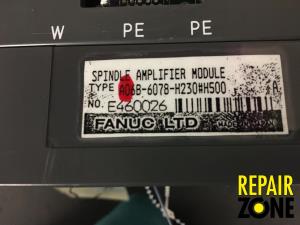 W PE PE
SPINDLE AMPLIFIER MODULE
TYPE A06B-6078-H230#H500 A
NO. E460026
FANUC LTD
REPAIR
ZONE